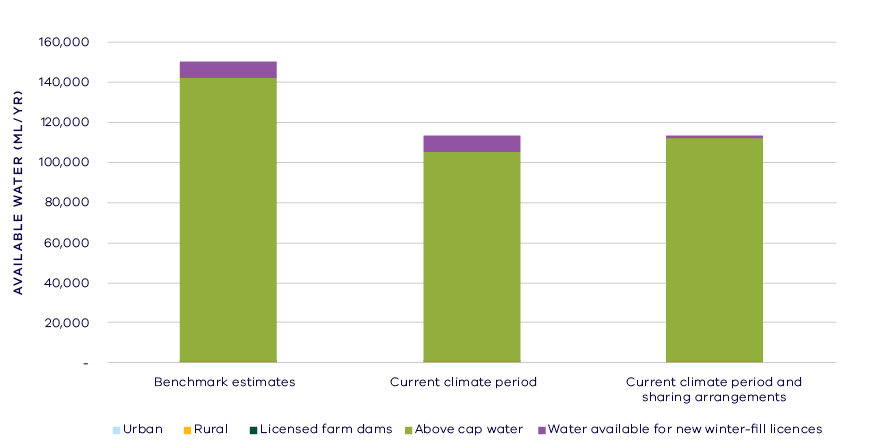 160,000
140,000
120,000
100,000
80,000
60,000
40,000
20,000
-
AVAILABLE WATER (ML/YR)
Benchmark estimates
Current climate period
Current climate period and
sharing arrangements
Urban
Rural
Licensed farm dams
Above cap water
Water available for new winter-fill licences